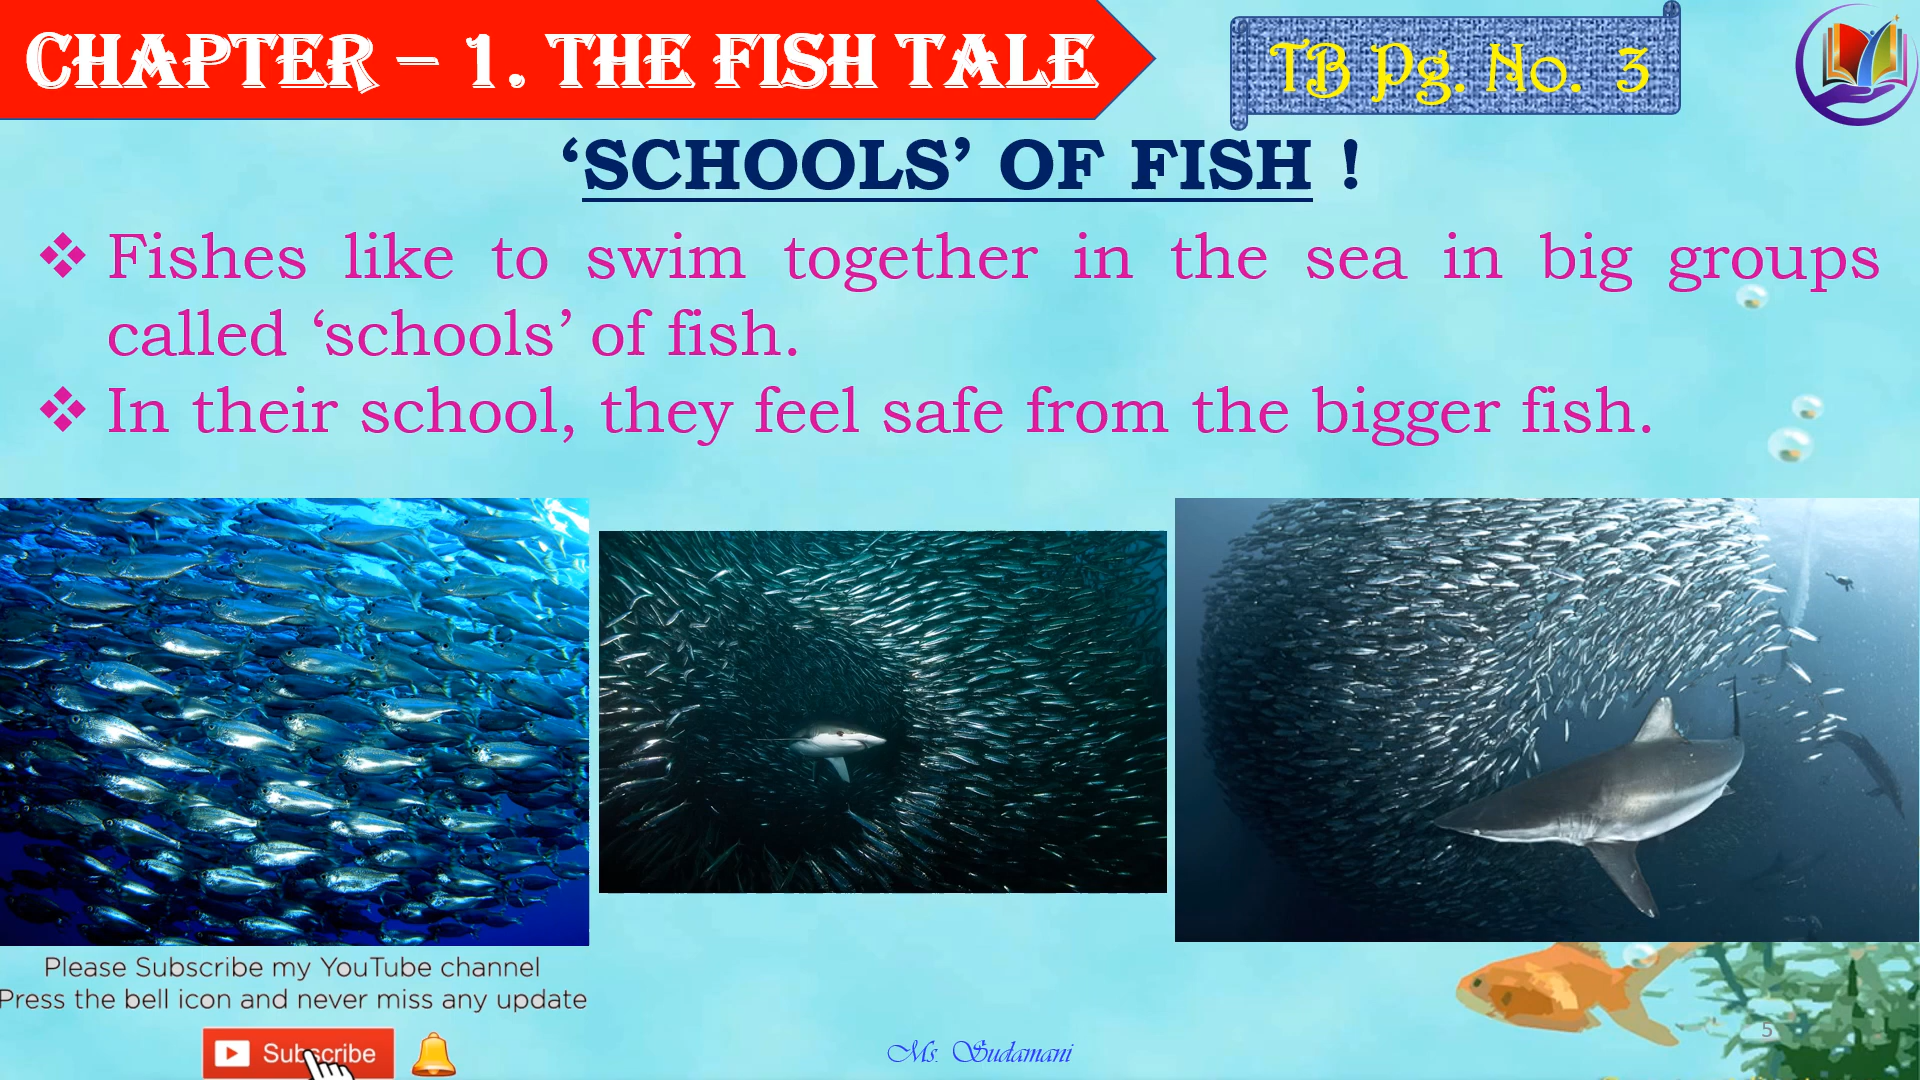 CHAPTER – 1. THE FISH TALE
TB Pg. No. 3
‘SCHOOLS’ OF FISH !
❖ Fishes like to swim together in the sea in big groups
called ‘schools’ of fish.
❖ In their school, they feel safe from the bigger fish.
Please Subscribe my YouTube channel
Press the bell icon and never miss any update
Subscribe
Ms. Sudamani
5